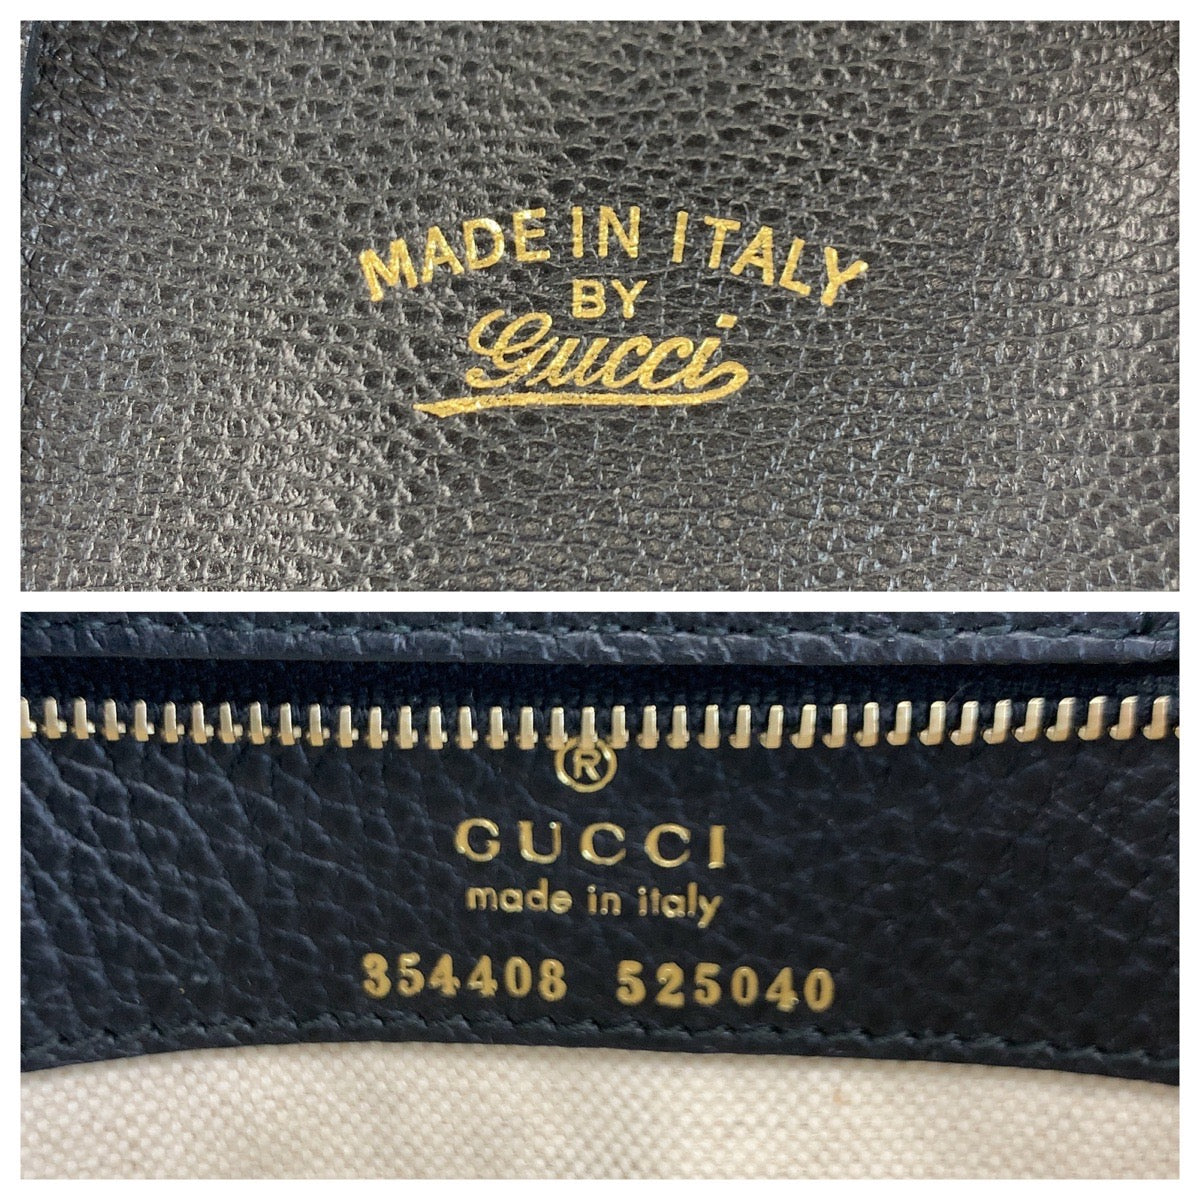 MADE IN ITALY
BY
Gucci
®
GUCCI
made in italy
354408 525040